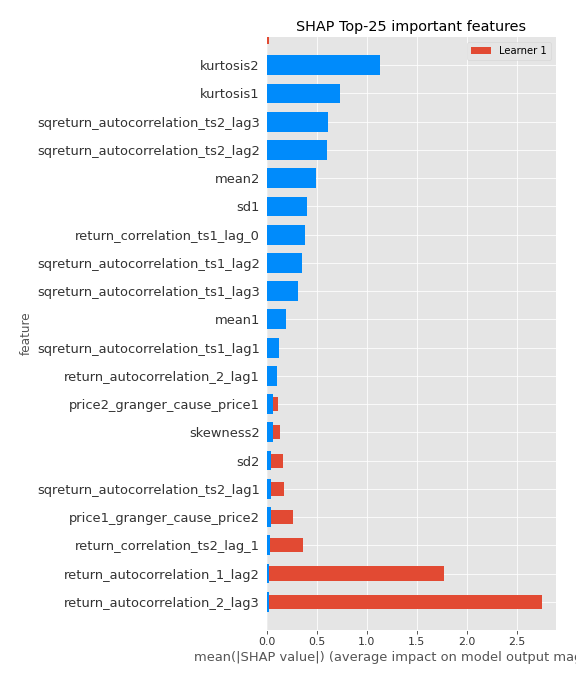 SHAP Top-25 important features
Learner 1
kurtosis2
kurtosis1
sqreturn_autocorrelation_ts2_lag3
sqreturn_autocorrelation_ts2_lag2
mean2
sd1
return_correlation_ts1_lag_0
sqreturn_autocorrelation_ts1_lag2
sqreturn_autocorrelation_ts1_lag3
mean1
sqreturn_autocorrelation_ts1_lag1
return_autocorrelation_2_lag1
price2_granger_cause_price1
skewness2
sd2
sqreturn_autocorrelation_ts2_lag1
price1_granger_cause_price2
return_correlation_ts2_lag_1
return_autocorrelation_1_lag2
return_autocorrelation_2_lag3
feature
0.0 0.5 1.0 1.5 2.0 2.5
mean(|SHAP value|) (average impact on model output mag